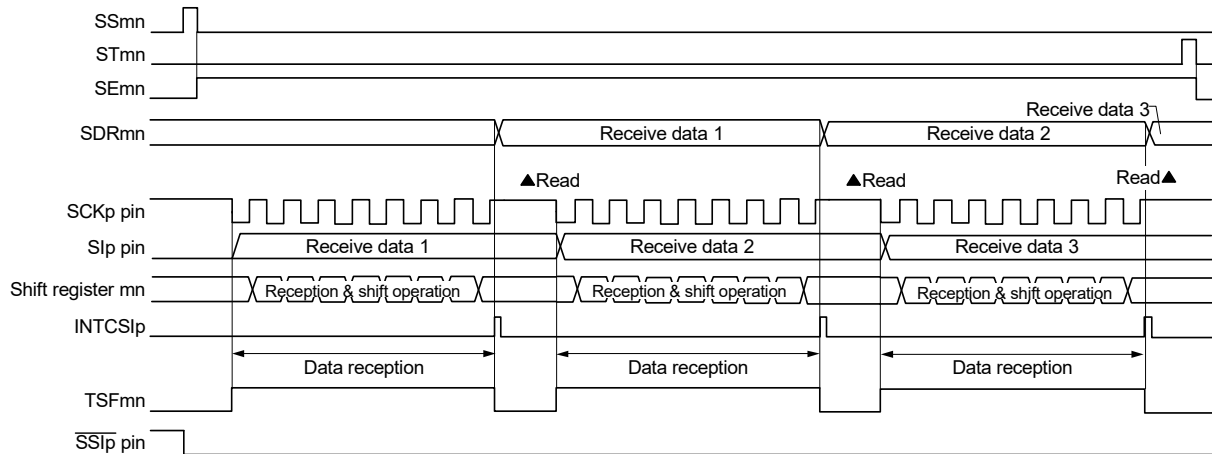 SSmn
STmn
SEmn
Receive data 3
SDRmn Receive data 1 Receive data 2
▲Read ▲Read Read▲
SCKp pin
SIp pin Receive data 1 Receive data 2 Receive data 3
Shift register mn Reception & shift operation Reception & shift operation Reception & shift operation
INTCSIp
Data reception Data reception Data reception
TSFmn
SSIp pin